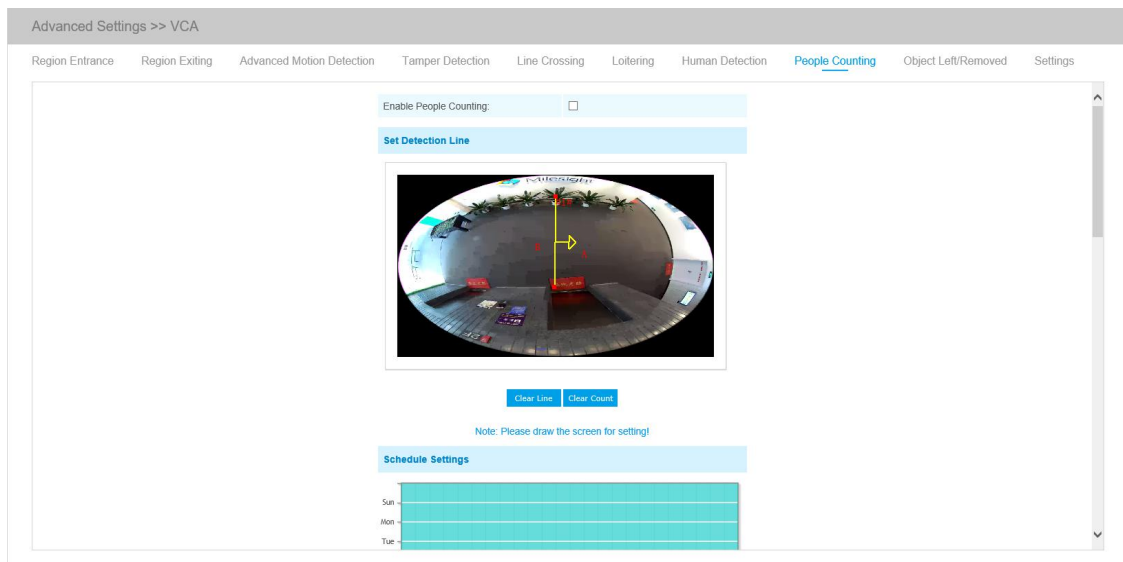 Advanced Settings >> VCA
Region Entrance Region Exiting Advanced Motion Detection Tamper Detection Line Crossing Loitering Human Detection People Counting Object Left/Removed Settings
Enable People Counting:
Set Detection Line
Milesight
Clear Line Clear Count
Note: Please draw the screen for setting!
Schedule Settings
Sun
Mon
Tue